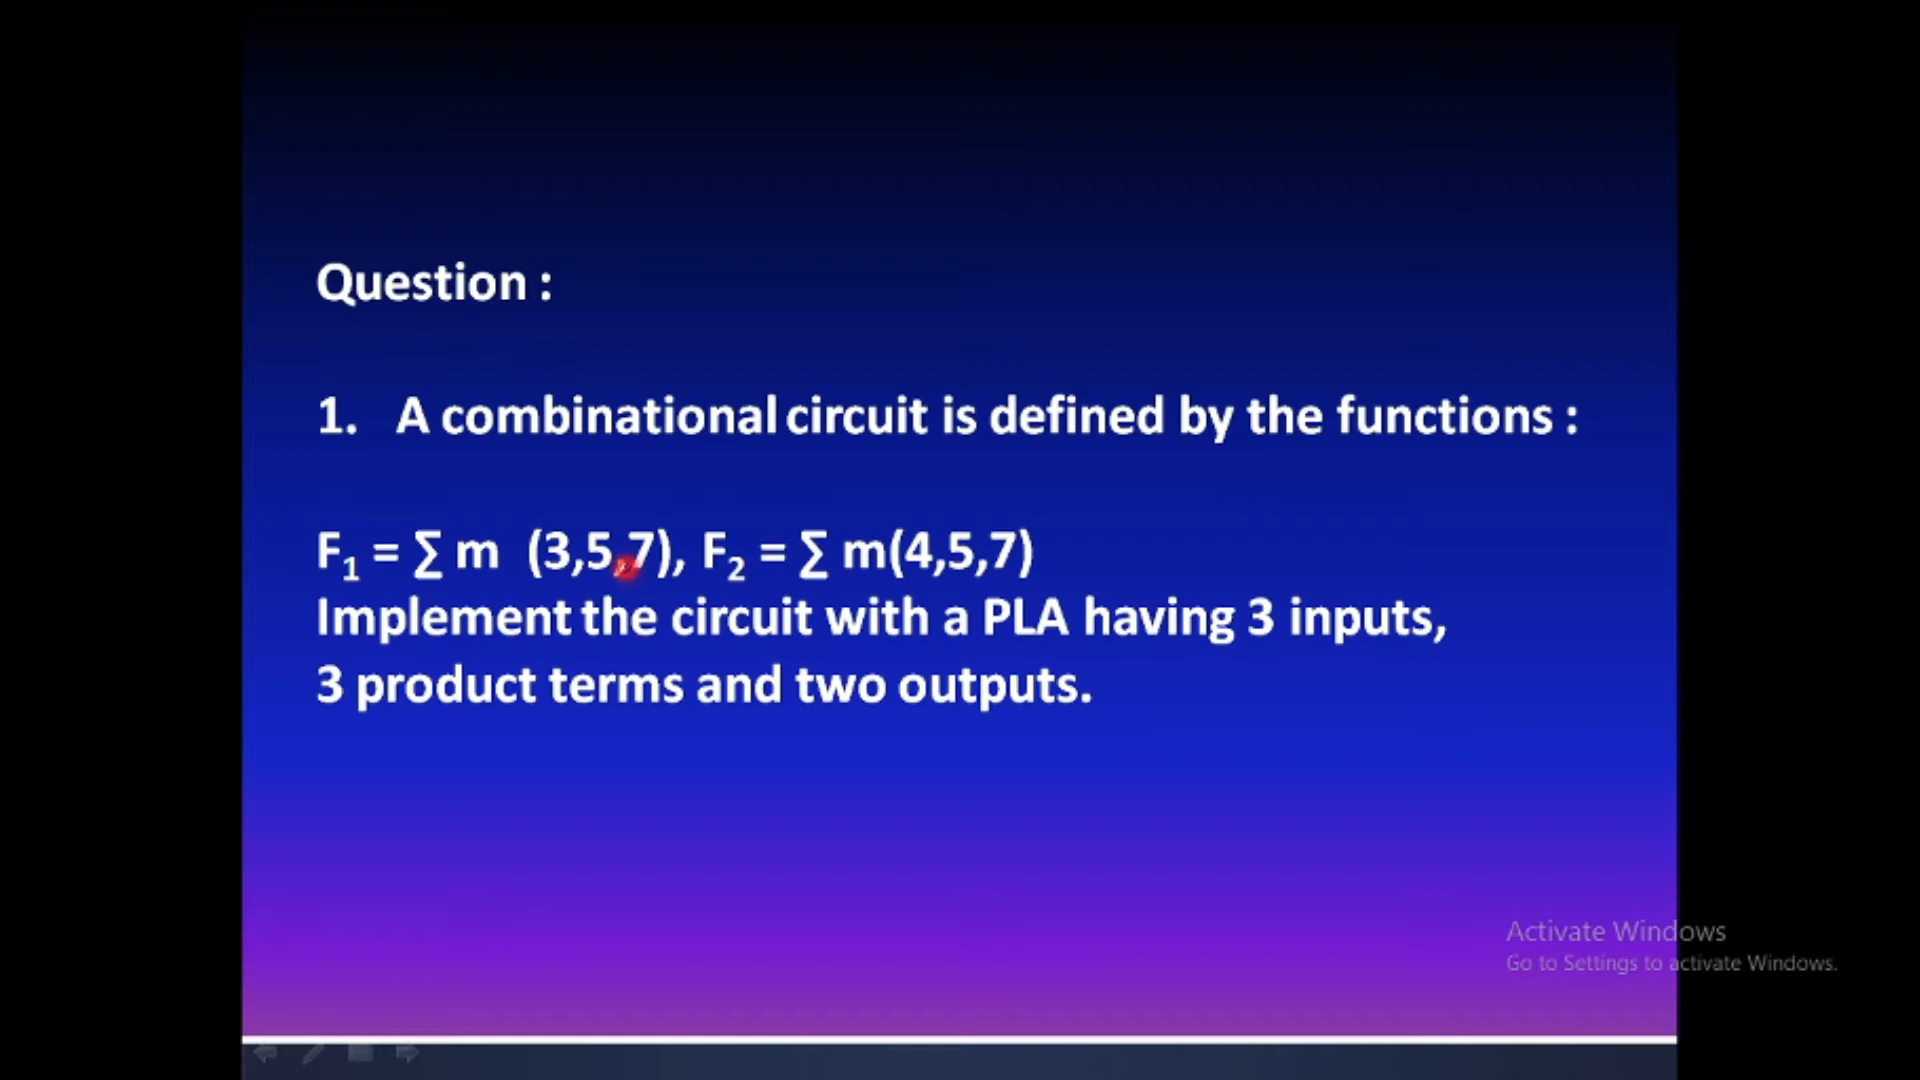 Question :
1. A combinational circuit is defined by the functions :
F₁ = ∑ m (3,5,7), F₂ = ∑ m(4,5,7)
Implement the circuit with a PLA having 3 inputs,
3 product terms and two outputs.
Activate Windows
Go to Settings to activate Windows.